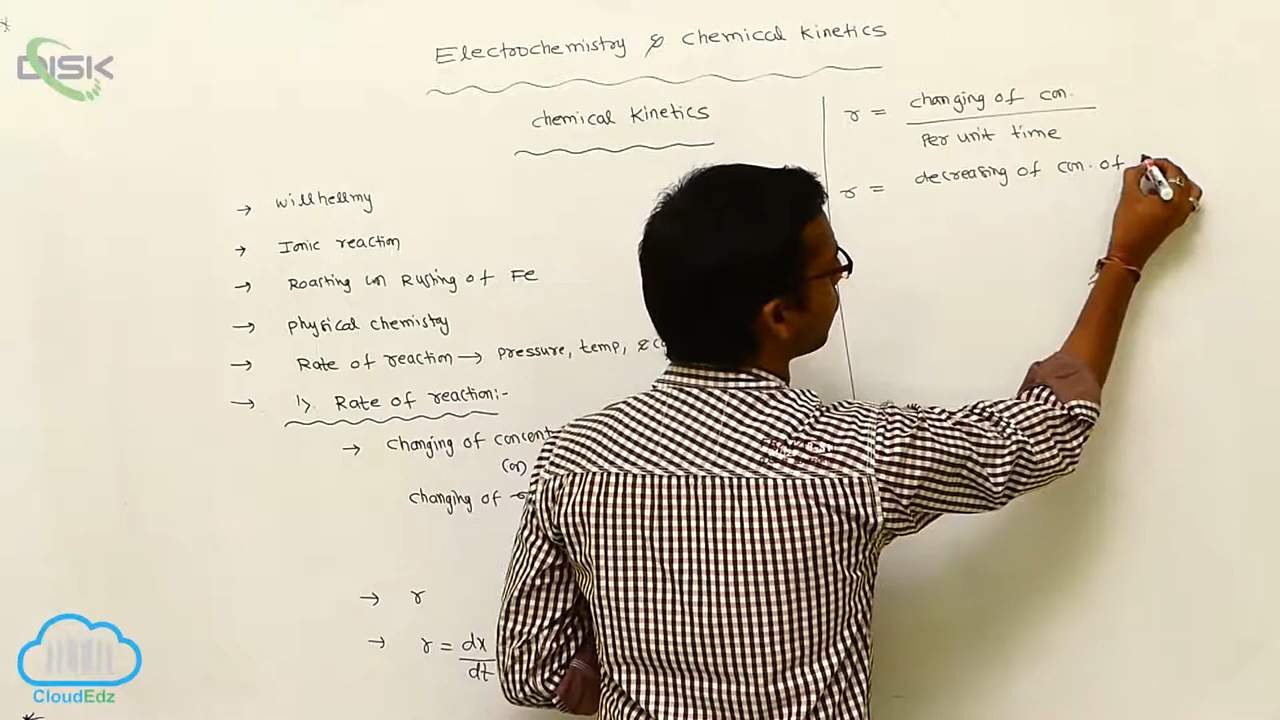 DISK
Electrochemistry & chemical kinetics
chemical kinetics
→ willhellmy
→ Ionic reaction
→ Roasting (or) Rusting of Fe
→ physical chemistry
→ Rate of reaction → pressure, temp, &
→ 1) Rate of reaction:-
→ changing of concent
(or)
changing of
→ r
→ r = dx
dt
r = changing of con.
per unit time
r = decreasing of con. of
CloudEdz